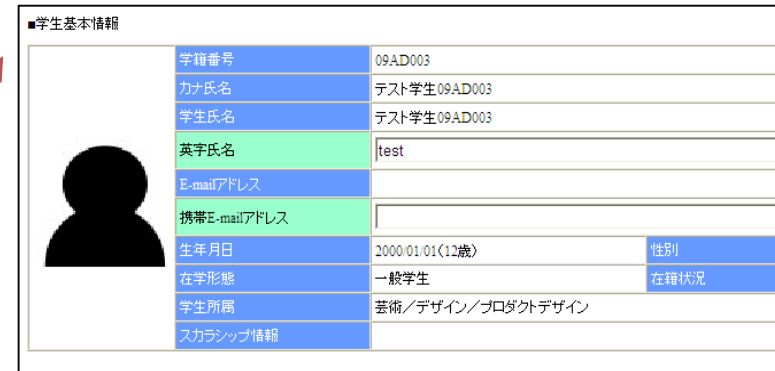 ■学生基本情報
学籍番号 09AD003
カナ氏名 テスト学生09AD003
学生氏名 テスト学生09AD003
英字氏名 test
E-mailアドレス
携帯E-mailアドレス
生年月日 2000/01/01(12歳) 性別
在学形態 一般学生 在籍状況
学生所属 芸術／デザイン／プロダクトデザイン
スカラシップ情報